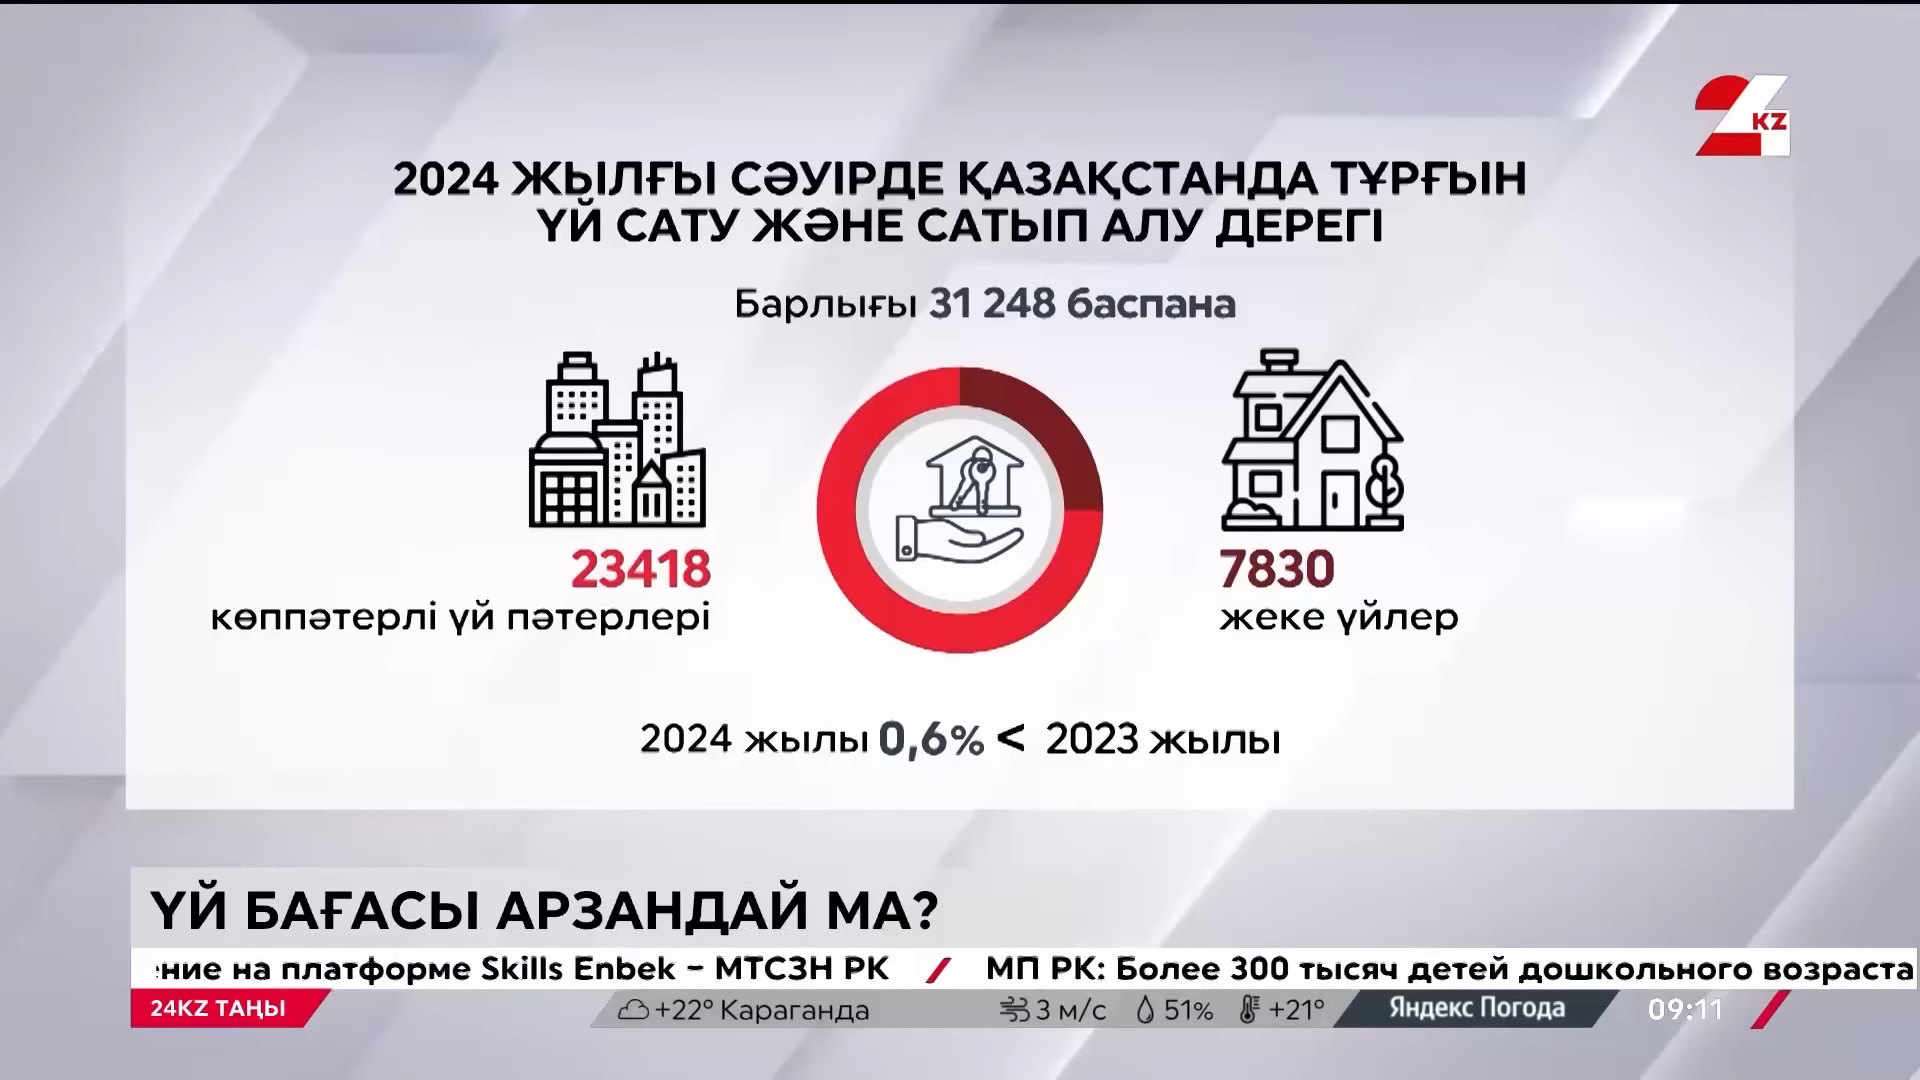 24 KZ
2024 ЖЫЛҒЫ СӘУІРДЕ ҚАЗАҚСТАНДА ТҰРҒЫН
ҮЙ САТУ ЖӘНЕ САТЫП АЛУ ДЕРЕГІ
Барлығы 31 248 баспана
23418
көппәтерлі үй пәтерлері
7830
жеке үйлер
2024 жылы 0,6% < 2023 жылы
ҮЙ БАҒАСЫ АРЗАНДАЙ МА?
ние на платформе Skills Enbek – МТСЗН РК / МП РК: Более 300 тысяч детей дошкольного возраста
24KZ ТАҢЫ +22° Караганда 3 м/с 51% +21° Яндекс Погода 09:11